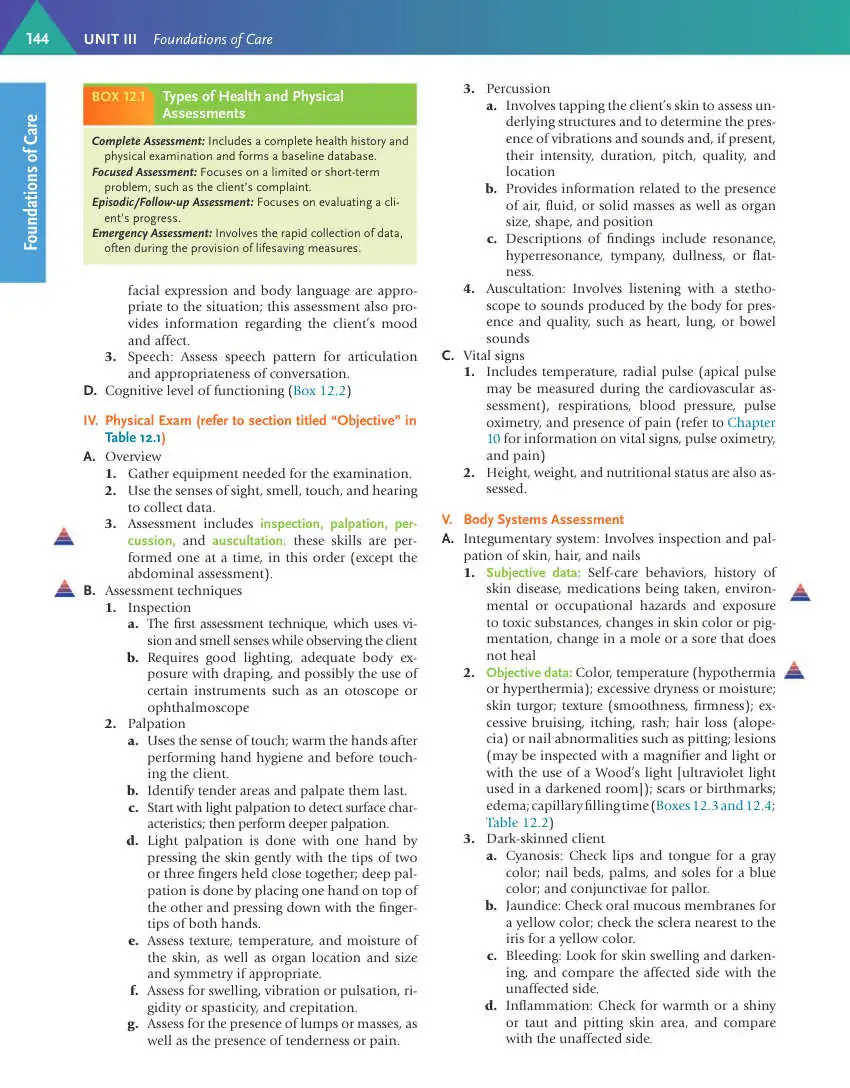 144
UNIT III Foundations of Care
Foundations of Care
BOX 12.1 Types of Health and Physical
Assessments
Complete Assessment: Includes a complete health history and
physical examination and forms a baseline database.
Focused Assessment: Focuses on a limited or short-term
problem, such as the client’s complaint.
Episodic/Follow-up Assessment: Focuses on evaluating a cli-
ent’s progress.
Emergency Assessment: Involves the rapid collection of data,
often during the provision of lifesaving measures.
facial expression and body language are appro-
priate to the situation; this assessment also pro-
vides information regarding the client’s mood
and affect.
3. Speech: Assess speech pattern for articulation
and appropriateness of conversation.
D. Cognitive level of functioning (Box 12.2)
IV. Physical Exam (refer to section titled “Objective” in
Table 12.1)
A. Overview
1. Gather equipment needed for the examination.
2. Use the senses of sight, smell, touch, and hearing
to collect data.
3. Assessment includes inspection, palpation, per-
cussion, and auscultation; these skills are per-
formed one at a time, in this order (except the
abdominal assessment).
B. Assessment techniques
1. Inspection
a. The first assessment technique, which uses vi-
sion and smell senses while observing the client
b. Requires good lighting, adequate body ex-
posure with draping, and possibly the use of
certain instruments such as an otoscope or
ophthalmoscope
2. Palpation
a. Uses the sense of touch; warm the hands after
performing hand hygiene and before touch-
ing the client.
b. Identify tender areas and palpate them last.
c. Start with light palpation to detect surface char-
acteristics; then perform deeper palpation.
d. Light palpation is done with one hand by
pressing the skin gently with the tips of two
or three fingers held close together; deep pal-
pation is done by placing one hand on top of
the other and pressing down with the finger-
tips of both hands.
e. Assess texture, temperature, and moisture of
the skin, as well as organ location and size
and symmetry if appropriate.
f. Assess for swelling, vibration or pulsation, ri-
gidity or spasticity, and crepitation.
g. Assess for the presence of lumps or masses, as
well as the presence of tenderness or pain.
3. Percussion
a. Involves tapping the client’s skin to assess un-
derlying structures and to determine the pres-
ence of vibrations and sounds and, if present,
their intensity, duration, pitch, quality, and
location
b. Provides information related to the presence
of air, fluid, or solid masses as well as organ
size, shape, and position
c. Descriptions of findings include resonance,
hyperresonance, tympany, dullness, or flat-
ness.
4. Auscultation: Involves listening with a stetho-
scope to sounds produced by the body for pres-
ence and quality, such as heart, lung, or bowel
sounds
C. Vital signs
1. Includes temperature, radial pulse (apical pulse
may be measured during the cardiovascular as-
sessment), respirations, blood pressure, pulse
oximetry, and presence of pain (refer to Chapter
10 for information on vital signs, pulse oximetry,
and pain)
2. Height, weight, and nutritional status are also as-
sessed.
V. Body Systems Assessment
A. Integumentary system: Involves inspection and pal-
pation of skin, hair, and nails
1. Subjective data: Self-care behaviors, history of
skin disease, medications being taken, environ-
mental or occupational hazards and exposure
to toxic substances, changes in skin color or pig-
mentation, change in a mole or a sore that does
not heal
2. Objective data: Color, temperature (hypothermia
or hyperthermia); excessive dryness or moisture;
skin turgor; texture (smoothness, firmness); ex-
cessive bruising, itching, rash; hair loss (alope-
cia) or nail abnormalities such as pitting; lesions
(may be inspected with a magnifier and light or
with the use of a Wood’s light [ultraviolet light
used in a darkened room]); scars or birthmarks;
edema; capillary filling time (Boxes 12.3 and 12.4;
Table 12.2)
3. Dark-skinned client
a. Cyanosis: Check lips and tongue for a gray
color; nail beds, palms, and soles for a blue
color; and conjunctivae for pallor.
b. Jaundice: Check oral mucous membranes for
a yellow color; check the sclera nearest to the
iris for a yellow color.
c. Bleeding: Look for skin swelling and darken-
ing, and compare the affected side with the
unaffected side.
d. Inflammation: Check for warmth or a shiny
or taut and pitting skin area, and compare
with the unaffected side.